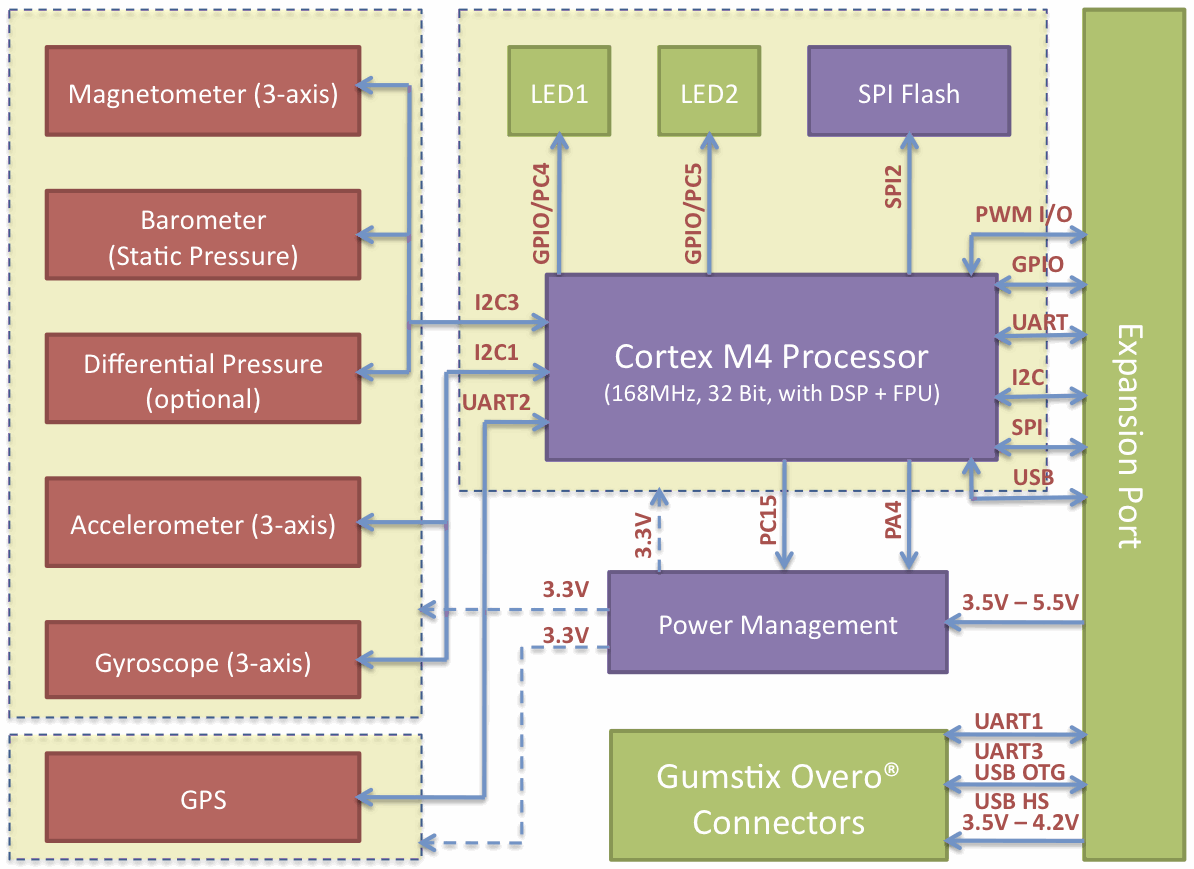 Magnetometer (3-axis)
Barometer
(Static Pressure)
Differential Pressure
(optional)
Accelerometer (3-axis)
Gyroscope (3-axis)
GPS
LED1
LED2
SPI Flash
GPIO/PC4
GPIO/PC5
SPI2
I2C3
I2C1
UART2
Cortex M4 Processor
(168MHz, 32 Bit, with DSP + FPU)
PWM I/O
GPIO
UART
I2C
SPI
USB
Expansion Port
3.3V
PC15
PA4
3.3V
3.3V
Power Management
3.5V – 5.5V
Gumstix Overo®
Connectors
UART1
UART3
USB OTG
USB HS
3.5V – 4.2V